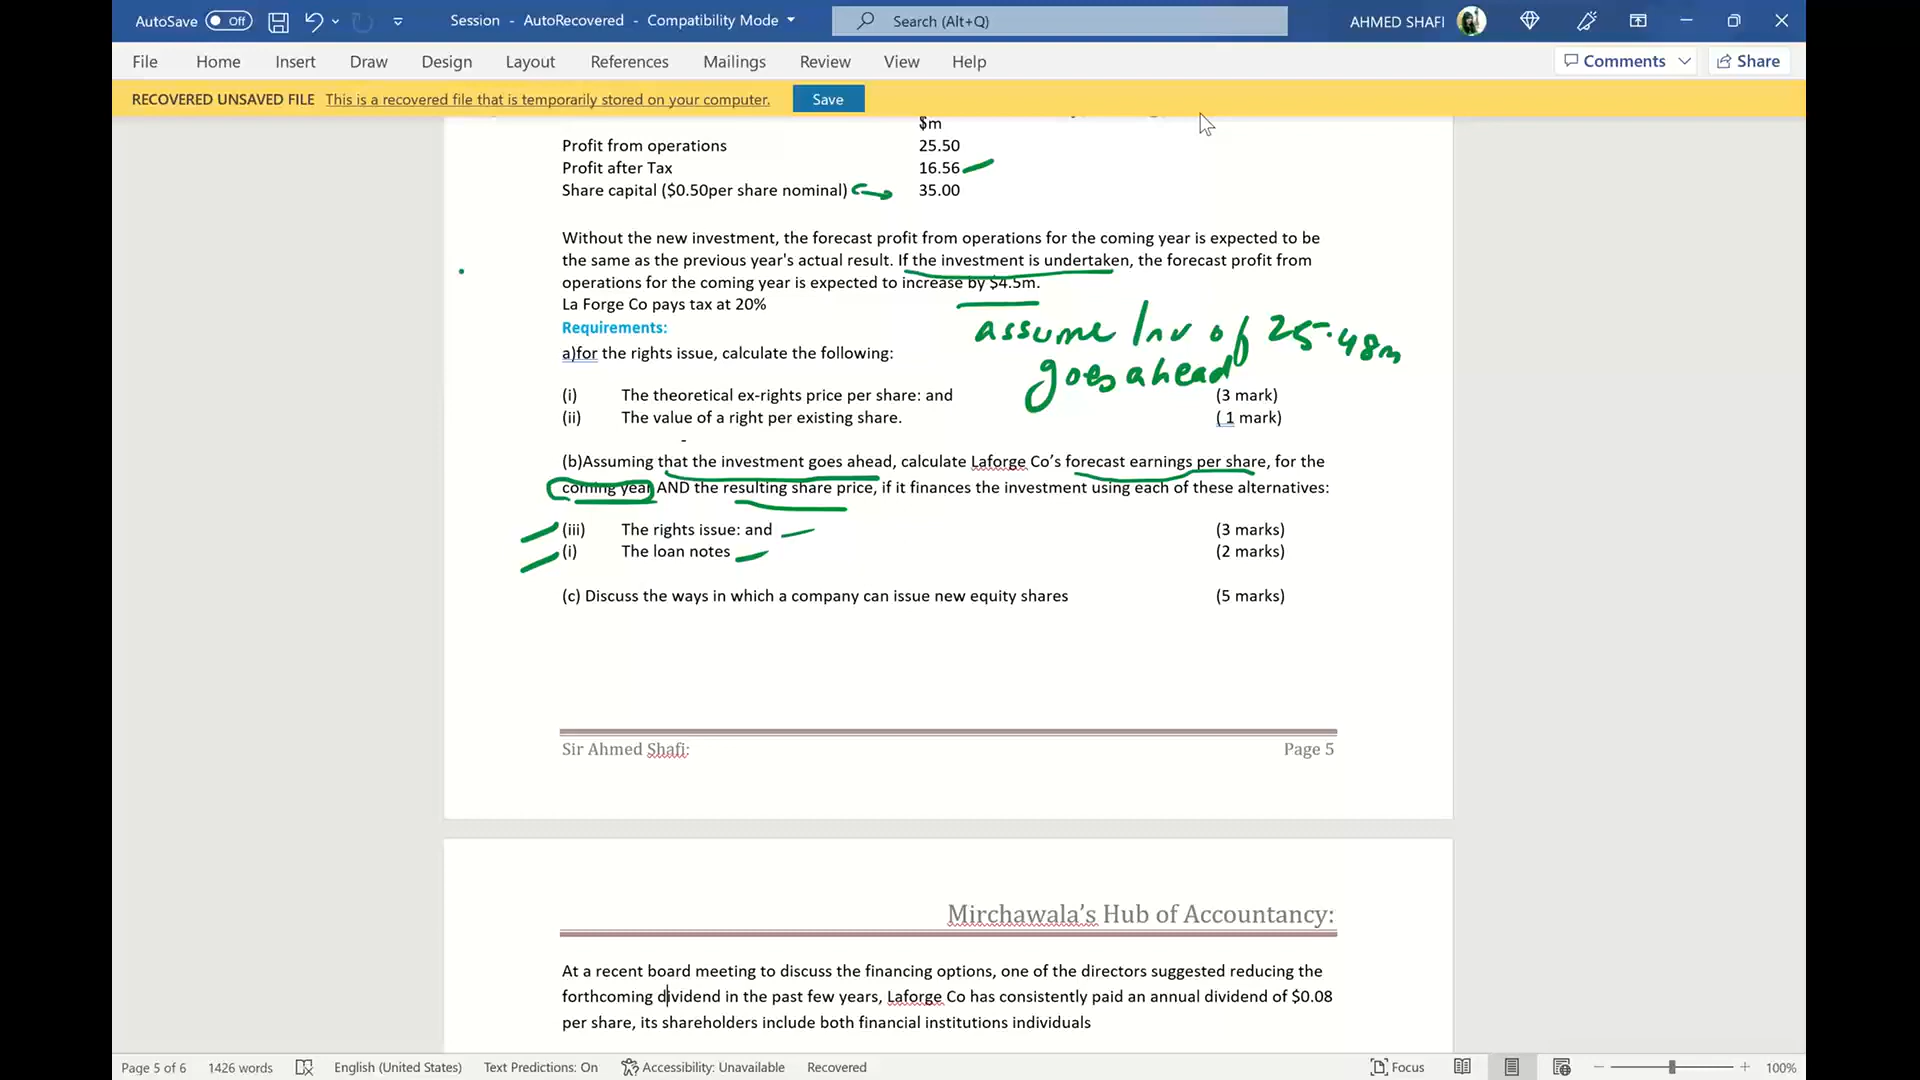 AutoSave Off Session - AutoRecovered - Compatibility Mode Search (Alt+Q) AHMED SHAFI
File Home Insert Draw Design Layout References Mailings Review View Help Comments Share
RECOVERED UNSAVED FILE This is a recovered file that is temporarily stored on your computer. Save
$m
Profit from operations 25.50
Profit after Tax 16.56
Share capital ($0.50per share nominal) 35.00
Without the new investment, the forecast profit from operations for the coming year is expected to be
the same as the previous year's actual result. If the investment is undertaken, the forecast profit from
operations for the coming year is expected to increase by $4.5m.
La Forge Co pays tax at 20%
Requirements:
assume Inv of 25.48m
a)for the rights issue, calculate the following:
goes ahead
(i) The theoretical ex-rights price per share: and (3 mark)
(ii) The value of a right per existing share. ( 1 mark)
(b)Assuming that the investment goes ahead, calculate Laforge Co's forecast earnings per share, for the
coming year AND the resulting share price, if it finances the investment using each of these alternatives:
(iii) The rights issue: and (3 marks)
(i) The loan notes (2 marks)
(c) Discuss the ways in which a company can issue new equity shares (5 marks)
Sir Ahmed Shafi: Page 5
Mirchawala's Hub of Accountancy:
At a recent board meeting to discuss the financing options, one of the directors suggested reducing the
forthcoming dividend in the past few years, Laforge Co has consistently paid an annual dividend of $0.08
per share, its shareholders include both financial institutions individuals
Page 5 of 6 1426 words English (United States) Text Predictions: On Accessibility: Unavailable Recovered Focus 100%